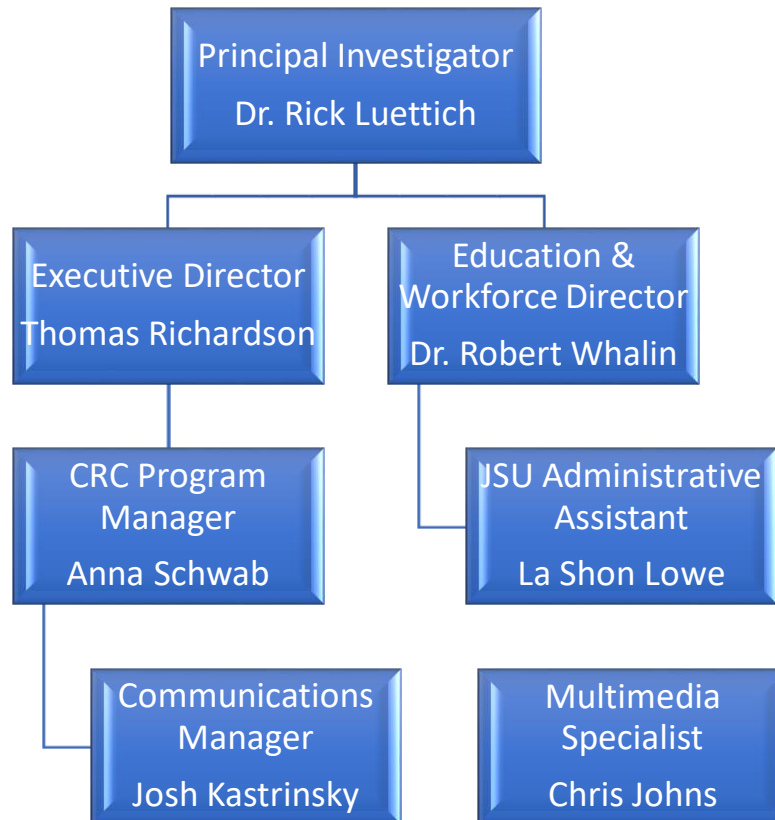 Principal Investigator
Dr. Rick Luettich
Executive Director
Thomas Richardson
Education &
Workforce Director
Dr. Robert Whalin
CRC Program
Manager
Anna Schwab
JSU Administrative
Assistant
La Shon Lowe
Communications
Manager
Josh Kastrinsky
Multimedia
Specialist
Chris Johns